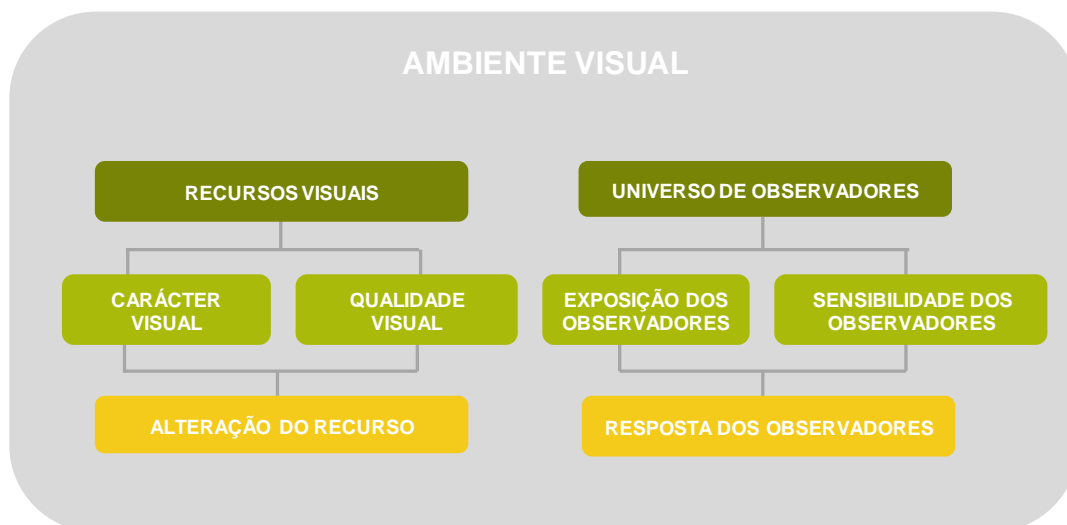 AMBIENTE VISUAL
RECURSOS VISUAIS
UNIVERSO DE OBSERVADORES
CARÁCTER
VISUAL
QUALIDADE
VISUAL
EXPOSIÇÃO DOS
OBSERVADORES
SENSIBILIDADE DOS
OBSERVADORES
ALTERAÇÃO DO RECURSO
RESPOSTA DOS OBSERVADORES